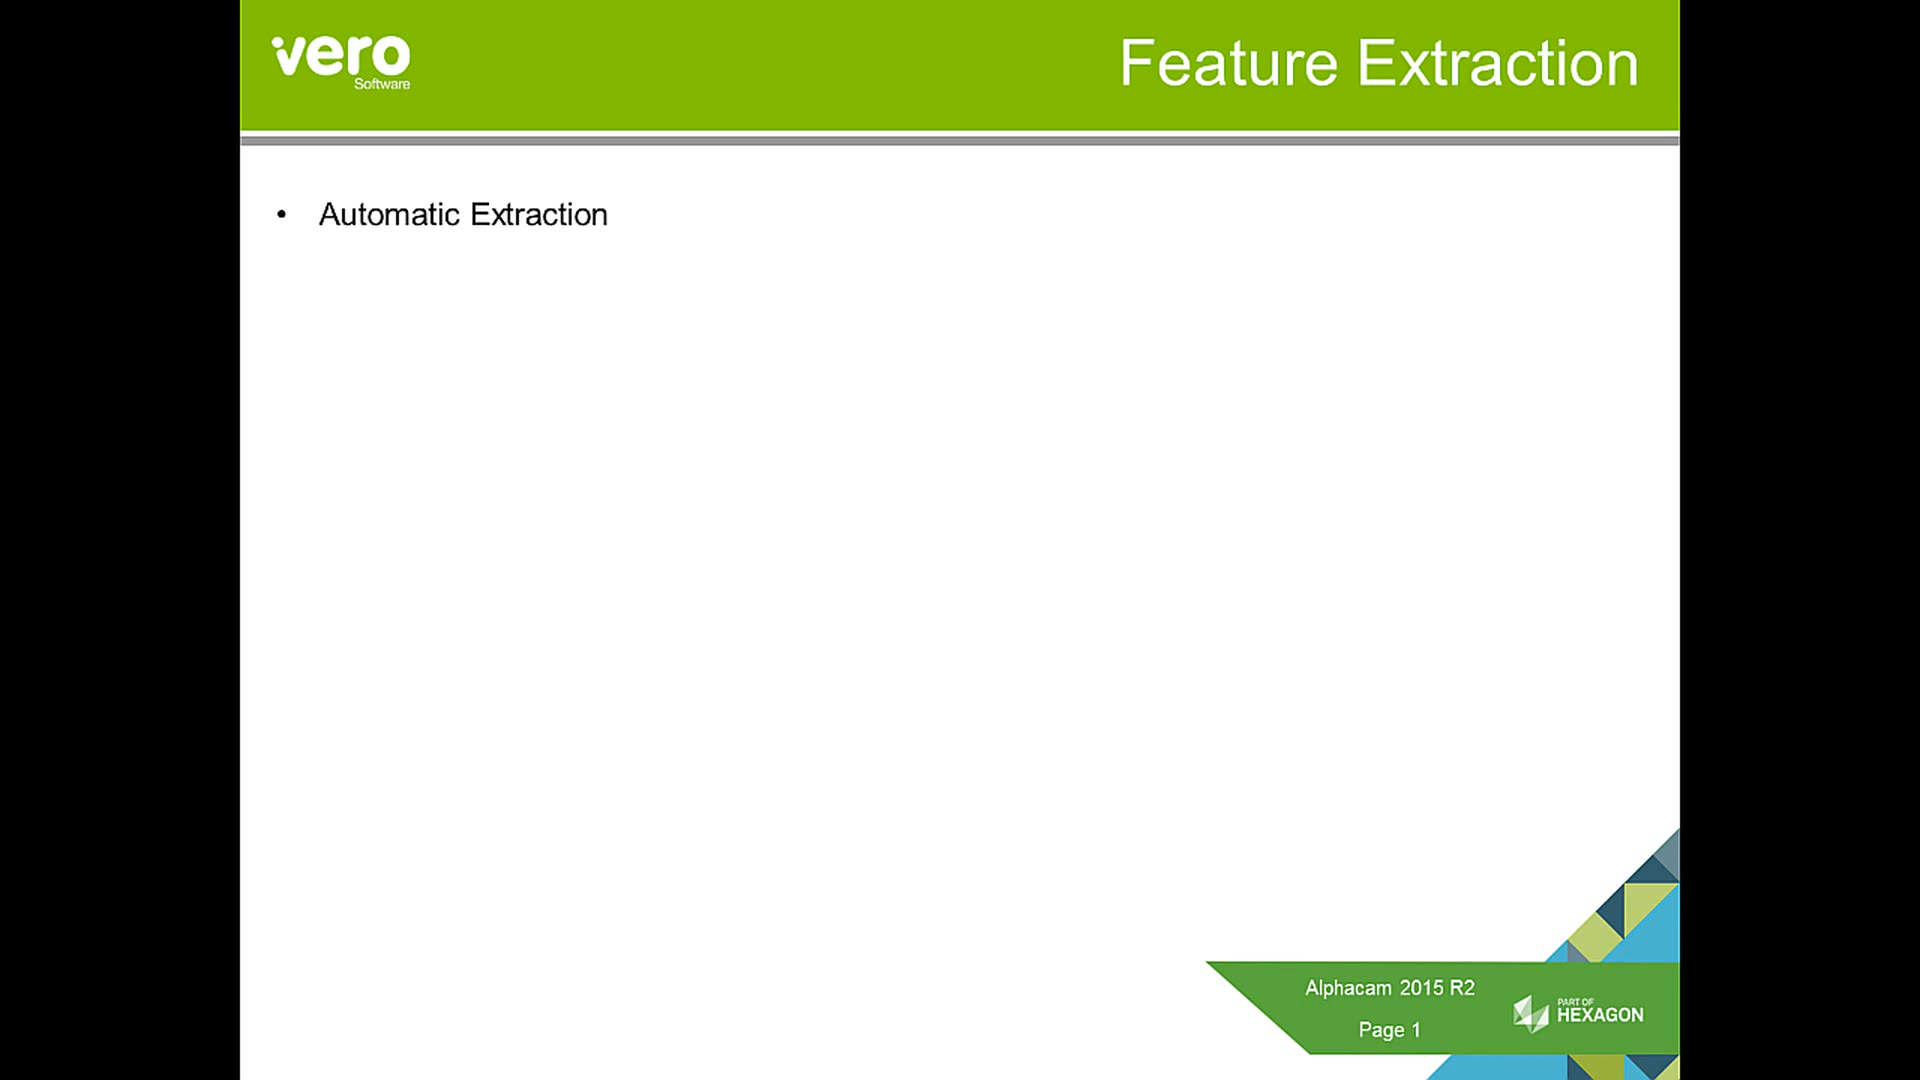 vero
Software
Feature Extraction
• Automatic Extraction
Alphacam 2015 R2
Page 1
PART OF
HEXAGON